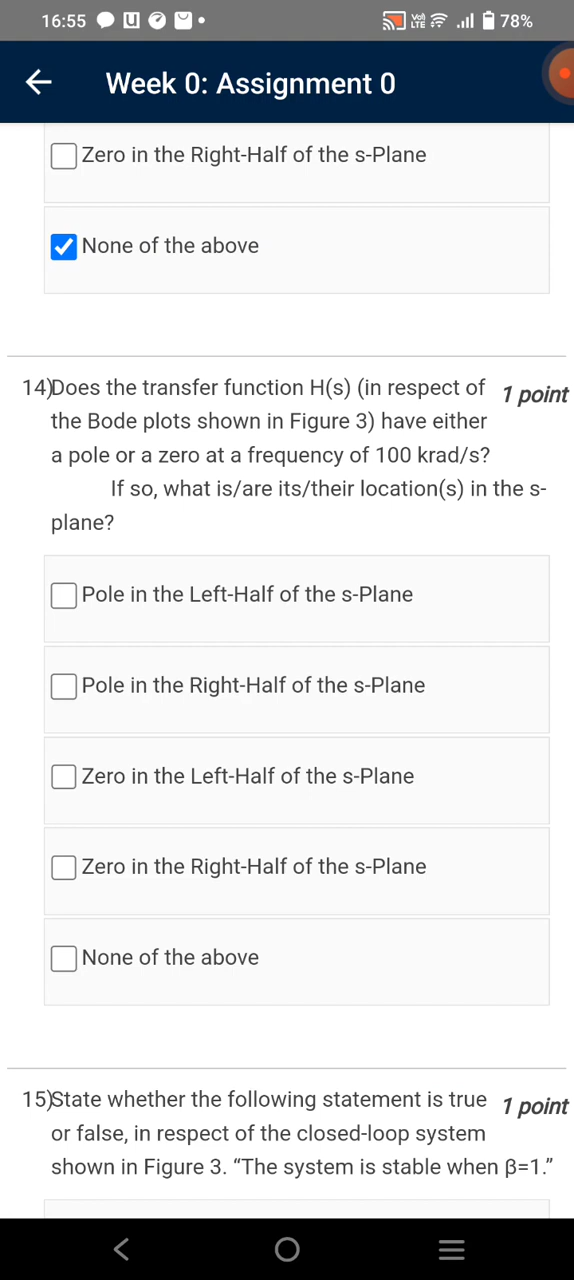 16:55
78%
Week 0: Assignment 0
Zero in the Right-Half of the s-Plane
None of the above
14)Does the transfer function H(s) (in respect of 1 point
the Bode plots shown in Figure 3) have either
a pole or a zero at a frequency of 100 krad/s?
If so, what is/are its/their location(s) in the s-
plane?
Pole in the Left-Half of the s-Plane
Pole in the Right-Half of the s-Plane
Zero in the Left-Half of the s-Plane
Zero in the Right-Half of the s-Plane
None of the above
15)State whether the following statement is true 1 point
or false, in respect of the closed-loop system
shown in Figure 3. “The system is stable when β=1.”